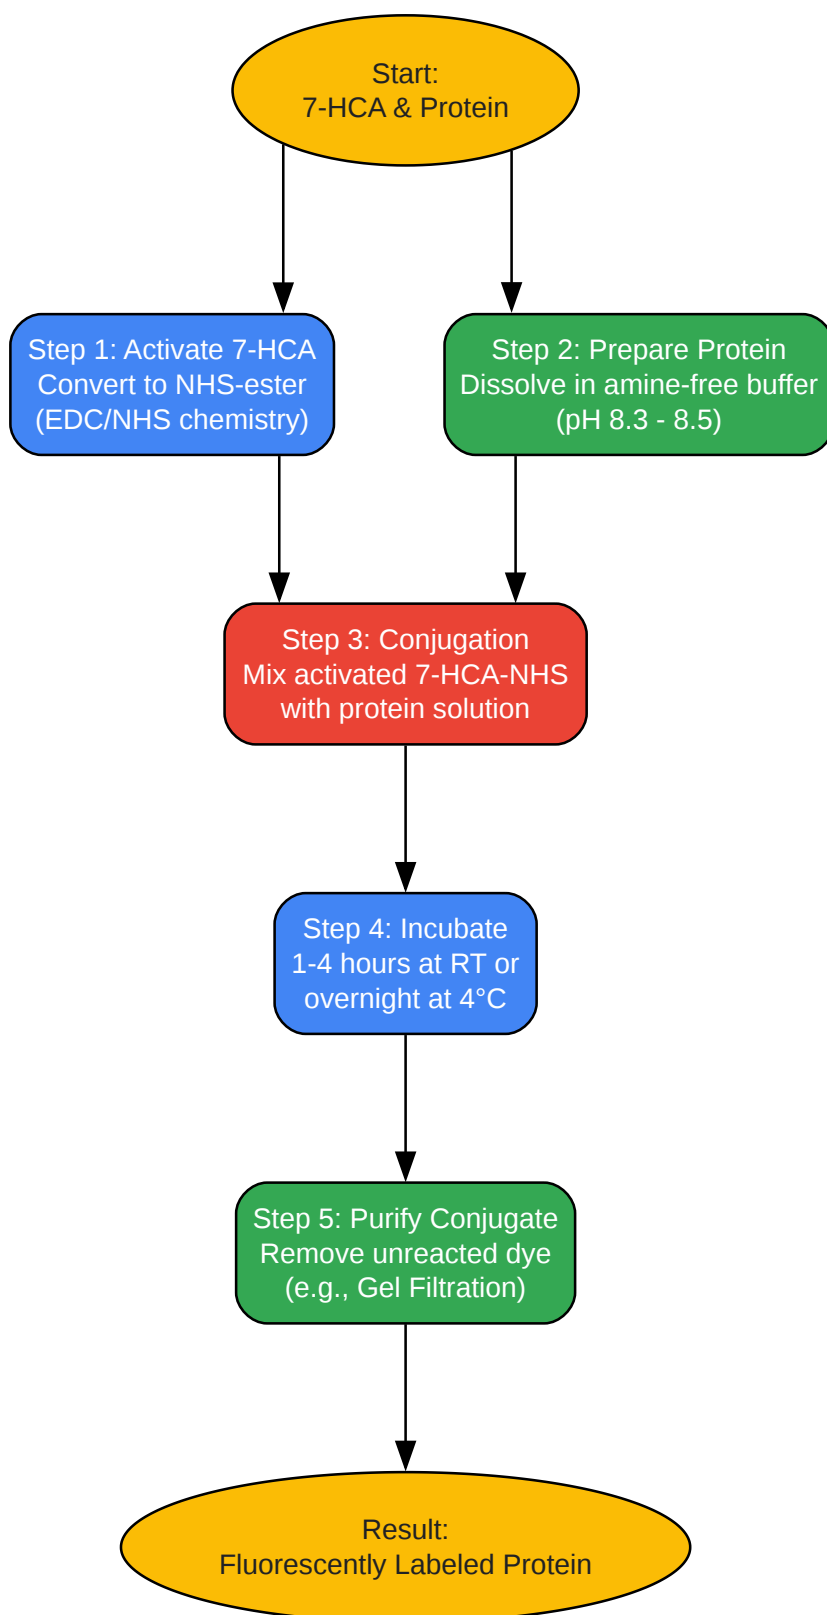 Start:
7-HCA & Protein
Step 1: Activate 7-HCA
Convert to NHS-ester
(EDC/NHS chemistry)
Step 2: Prepare Protein
Dissolve in amine-free buffer
(pH 8.3 - 8.5)
Step 3: Conjugation
Mix activated 7-HCA-NHS
with protein solution
Step 4: Incubate
1-4 hours at RT or
overnight at 4°C
Step 5: Purify Conjugate
Remove unreacted dye
(e.g., Gel Filtration)
Result:
Fluorescently Labeled Protein